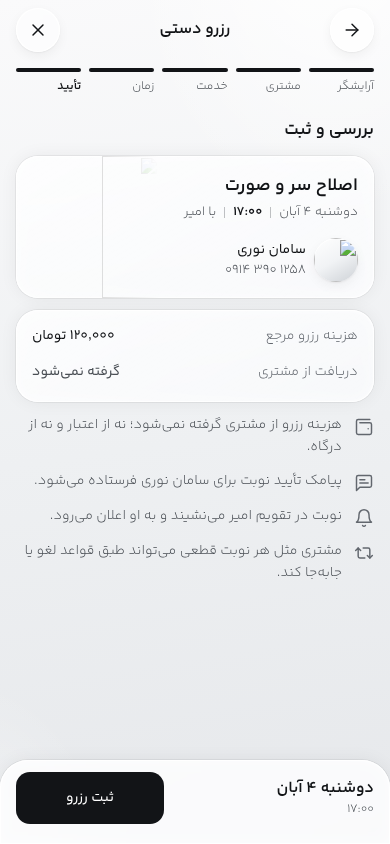 رزرو دستی
آرایشگر
مشتری
خدمت
زمان
تأیید
بررسی و ثبت
اصلاح سر و صورت
دوشنبه ۴ آبان | ۱۷:۰۰ | با امیر
سامان نوری
۰۹۱۴ ۳۹۰ ۱۲۵۸
هزینه رزرو مرجع
۱۲۰,۰۰۰ تومان
دریافت از مشتری
گرفته نمی‌شود
هزینه رزرو از مشتری گرفته نمی‌شود؛ نه از اعتبار و نه از
درگاه.
پیامک تأیید نوبت برای سامان نوری فرستاده می‌شود.
نوبت در تقویم امیر می‌نشیند و به او اعلان می‌رود.
مشتری مثل هر نوبت قطعی می‌تواند طبق قواعد لغو یا
جابه‌جا کند.
دوشنبه ۴ آبان
۱۷:۰۰
ثبت رزرو